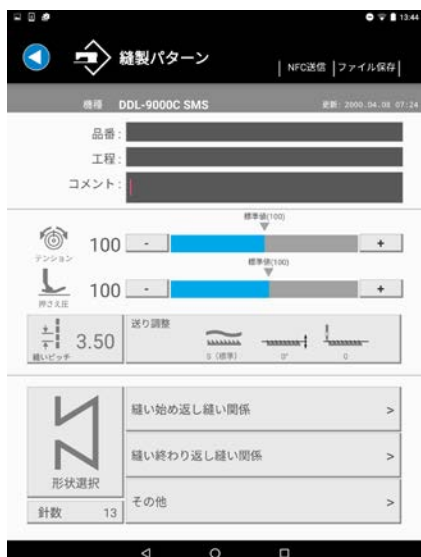 13:44
縫製パターン
NFC送信
ファイル保存
機種 DDL-9000C SMS
更新: 2000.04.08 07:24
品番:
工程:
コメント:
標準値(100)
テンション
100
-
+
標準値(100)
押さえ圧
100
-
+
縫いピッチ
3.50
送り調整
S (標準)
0°
0
形状選択
針数 13
縫い始め返し縫い関係 >
縫い終わり返し縫い関係 >
その他 >